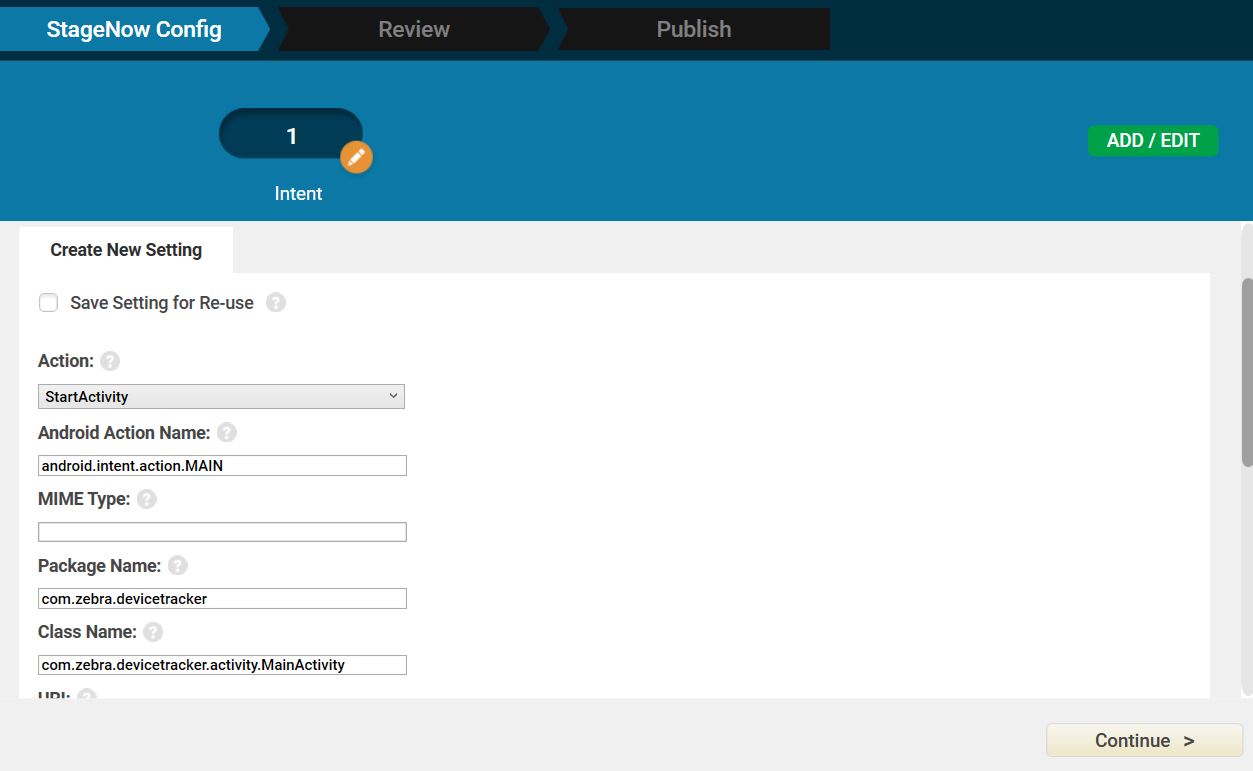 StageNow Config
Review
Publish
1
ADD / EDIT
Intent
Create New Setting
Save Setting for Re-use ?
Action: ?
StartActivity
Android Action Name: ?
android.intent.action.MAIN
MIME Type: ?
Package Name: ?
com.zebra.devicetracker
Class Name: ?
com.zebra.devicetracker.activity.MainActivity
URI: ?
Continue >